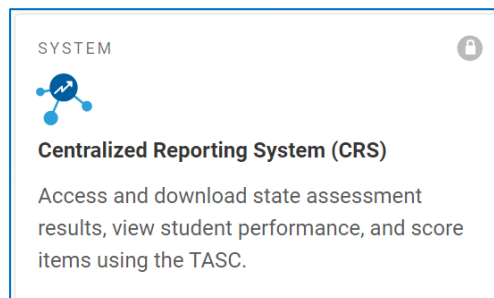 SYSTEM
Centralized Reporting System (CRS)
Access and download state assessment
results, view student performance, and score
items using the TASC.